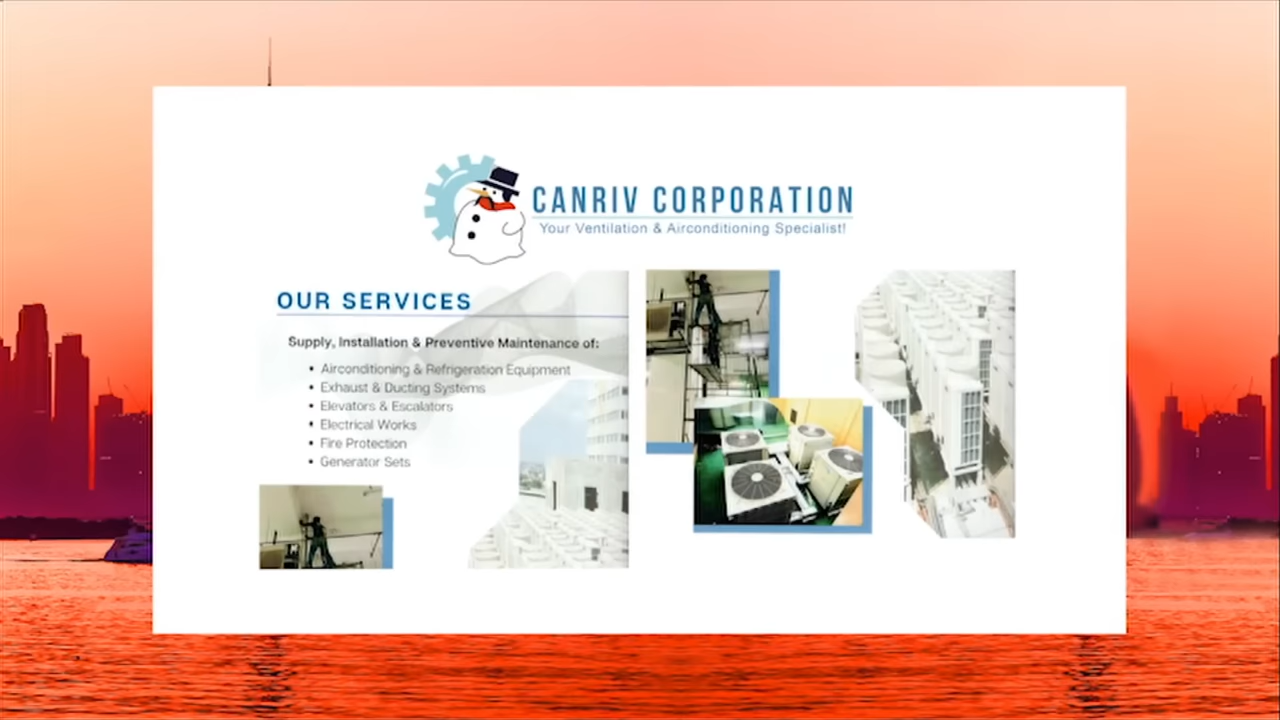 CANRIV CORPORATION
Your Ventilation & Airconditioning Specialist!
OUR SERVICES
Supply, Installation & Preventive Maintenance of:
• Airconditioning & Refrigeration Equipment
• Exhaust & Ducting Systems
• Elevators & Escalators
• Electrical Works
• Fire Protection
• Generator Sets